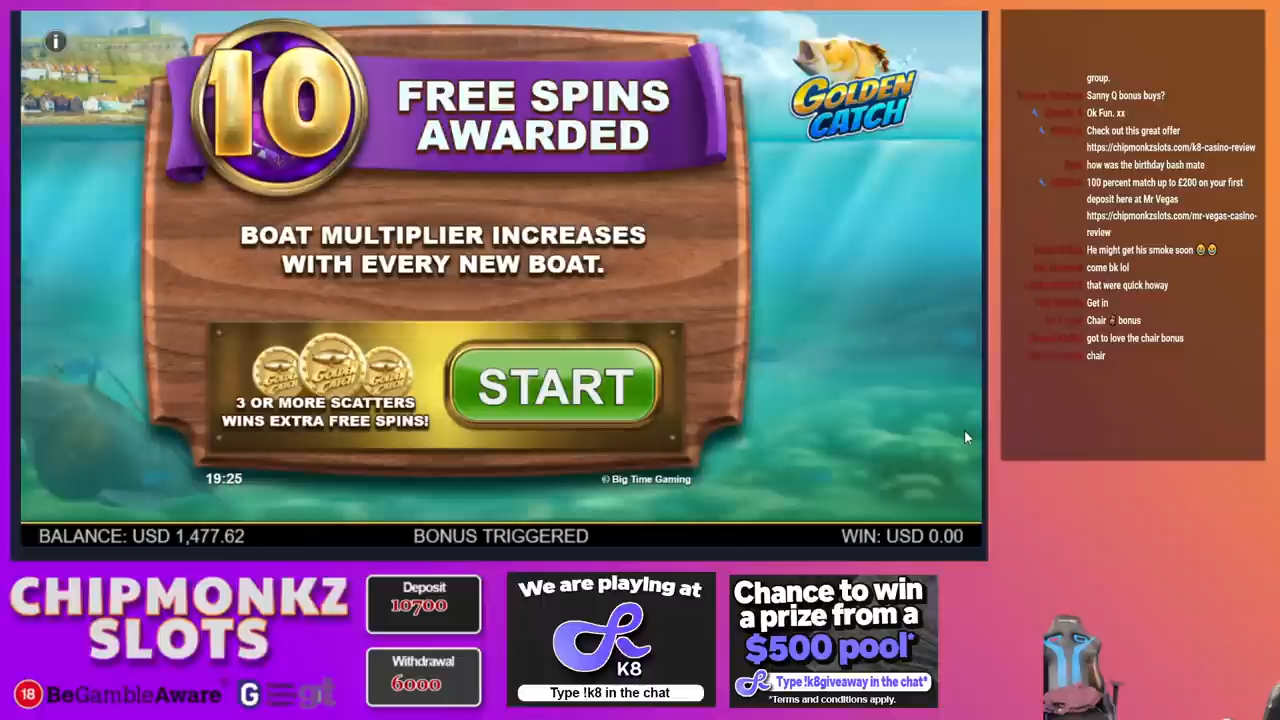 10
FREE SPINS
AWARDED
GOLDEN
CATCH
BOAT MULTIPLIER INCREASES
WITH EVERY NEW BOAT.
3 OR MORE SCATTERS
WINS EXTRA FREE SPINS!
START
19:25
© Big Time Gaming
BALANCE: USD 1,477.62
BONUS TRIGGERED
WIN: USD 0.00
group.
Sanny Q bonus buys?
Ok Fun. xx
Check out this great offer
https://chipmonkzslots.com/k8-casino-review
how was the birthday bash mate
100 percent match up to £200 on your first
deposit here at Mr Vegas
https://chipmonkzslots.com/mr-vegas-casino-
review
He might get his smoke soon 😂😂
come bk lol
that were quick howay
Get in
Chair bonus
got to love the chair bonus
chair
CHIPMONKZ
SLOTS
18 BeGambleAware
Deposit
10700
Withdrawal
6000
We are playing at
K8
Type !k8 in the chat
Chance to win
a prize from a
$500 pool*
Type !k8giveaway in the chat*
*Terms and conditions apply.